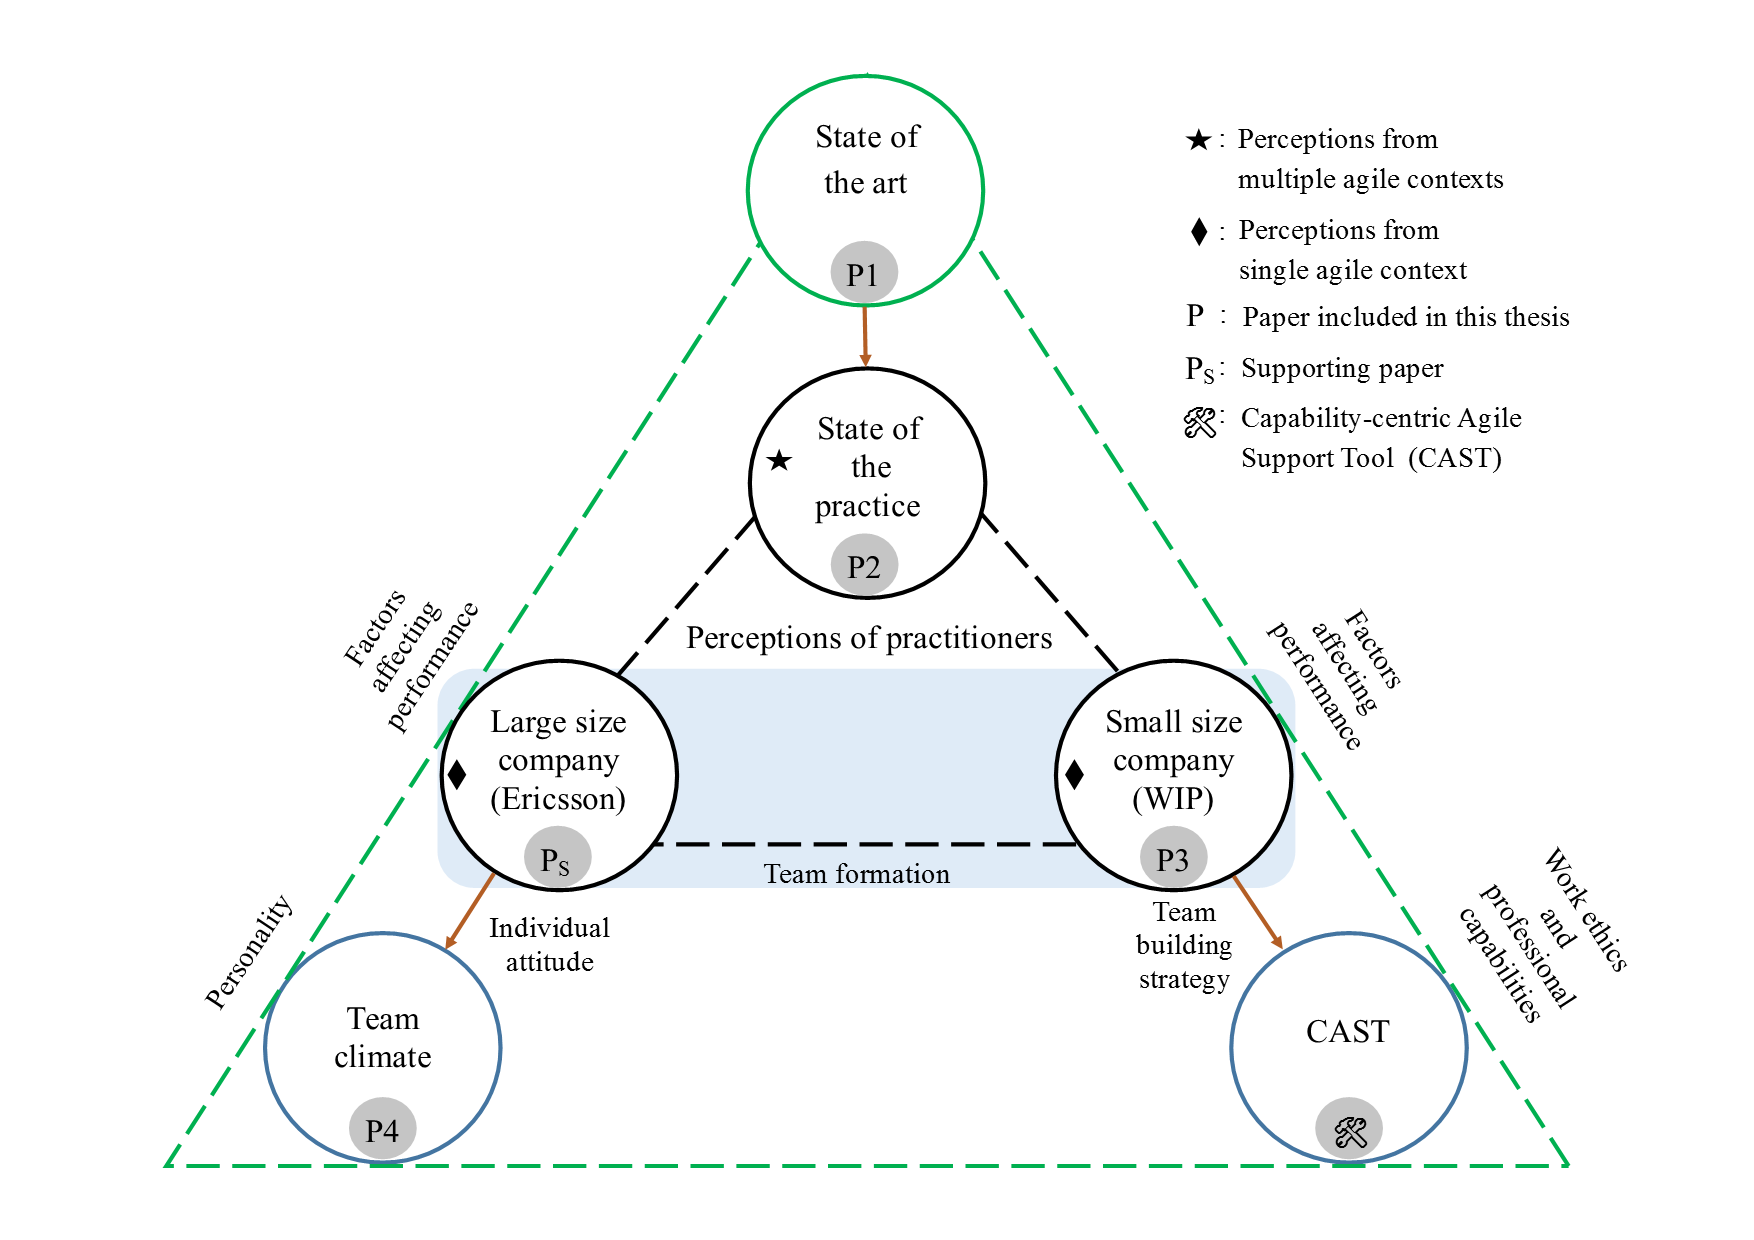 State of
the art
P1
★ : Perceptions from
multiple agile contexts
♦ : Perceptions from
single agile context
P : Paper included in this thesis
PS : Supporting paper
: Capability-centric Agile
Support Tool (CAST)
State of
the
practice
P2
Perceptions of practitioners
Factors
affecting
performance
Factors
affecting
performance
Large size
company
(Ericsson)
PS
Small size
company
(WIP)
P3
Team formation
Personality
Individual
attitude
Team
building
strategy
Work ethics
and
professional
capabilities
Team
climate
P4
CAST